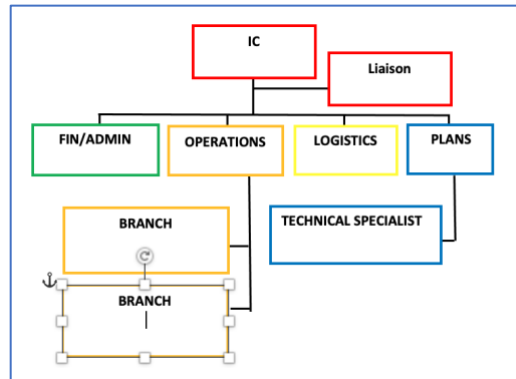 IC
Liaison
FIN/ADMIN
OPERATIONS
LOGISTICS
PLANS
BRANCH
TECHNICAL SPECIALIST
BRANCH